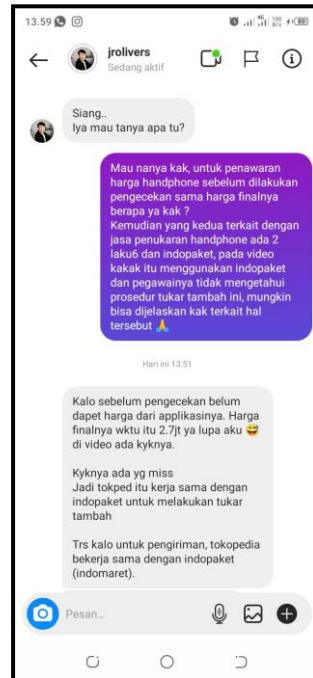 13.59
jrolivers
Sedang aktif
Siang..
Iya mau tanya apa tu?
Mau nanya kak, untuk penawaran
harga handphone sebelum dilakukan
pengecekan sama harga finalnya
berapa ya kak ?
Kemudian yang kedua terkait dengan
jasa penukaran handphone ada 2
laku6 dan indopaket, pada video
kakak itu menggunakan indopaket
dan pegawainya tidak mengetahui
prosedur tukar tambah ini, mungkin
bisa dijelaskan kak terkait hal
tersebut 🙏
Hari ini 13:51
Kalo sebelum pengecekan belum
dapet harga dari applikasinya. Harga
finalnya wktu itu 2.7jt ya lupa aku 😅
di video ada kyknya.
Kyknya ada yg miss
Jadi tokped itu kerja sama dengan
indopaket untuk melakukan tukar
tambah
Trs kalo untuk pengiriman, tokopedia
bekerja sama dengan indopaket
(indomaret).
Pesan...